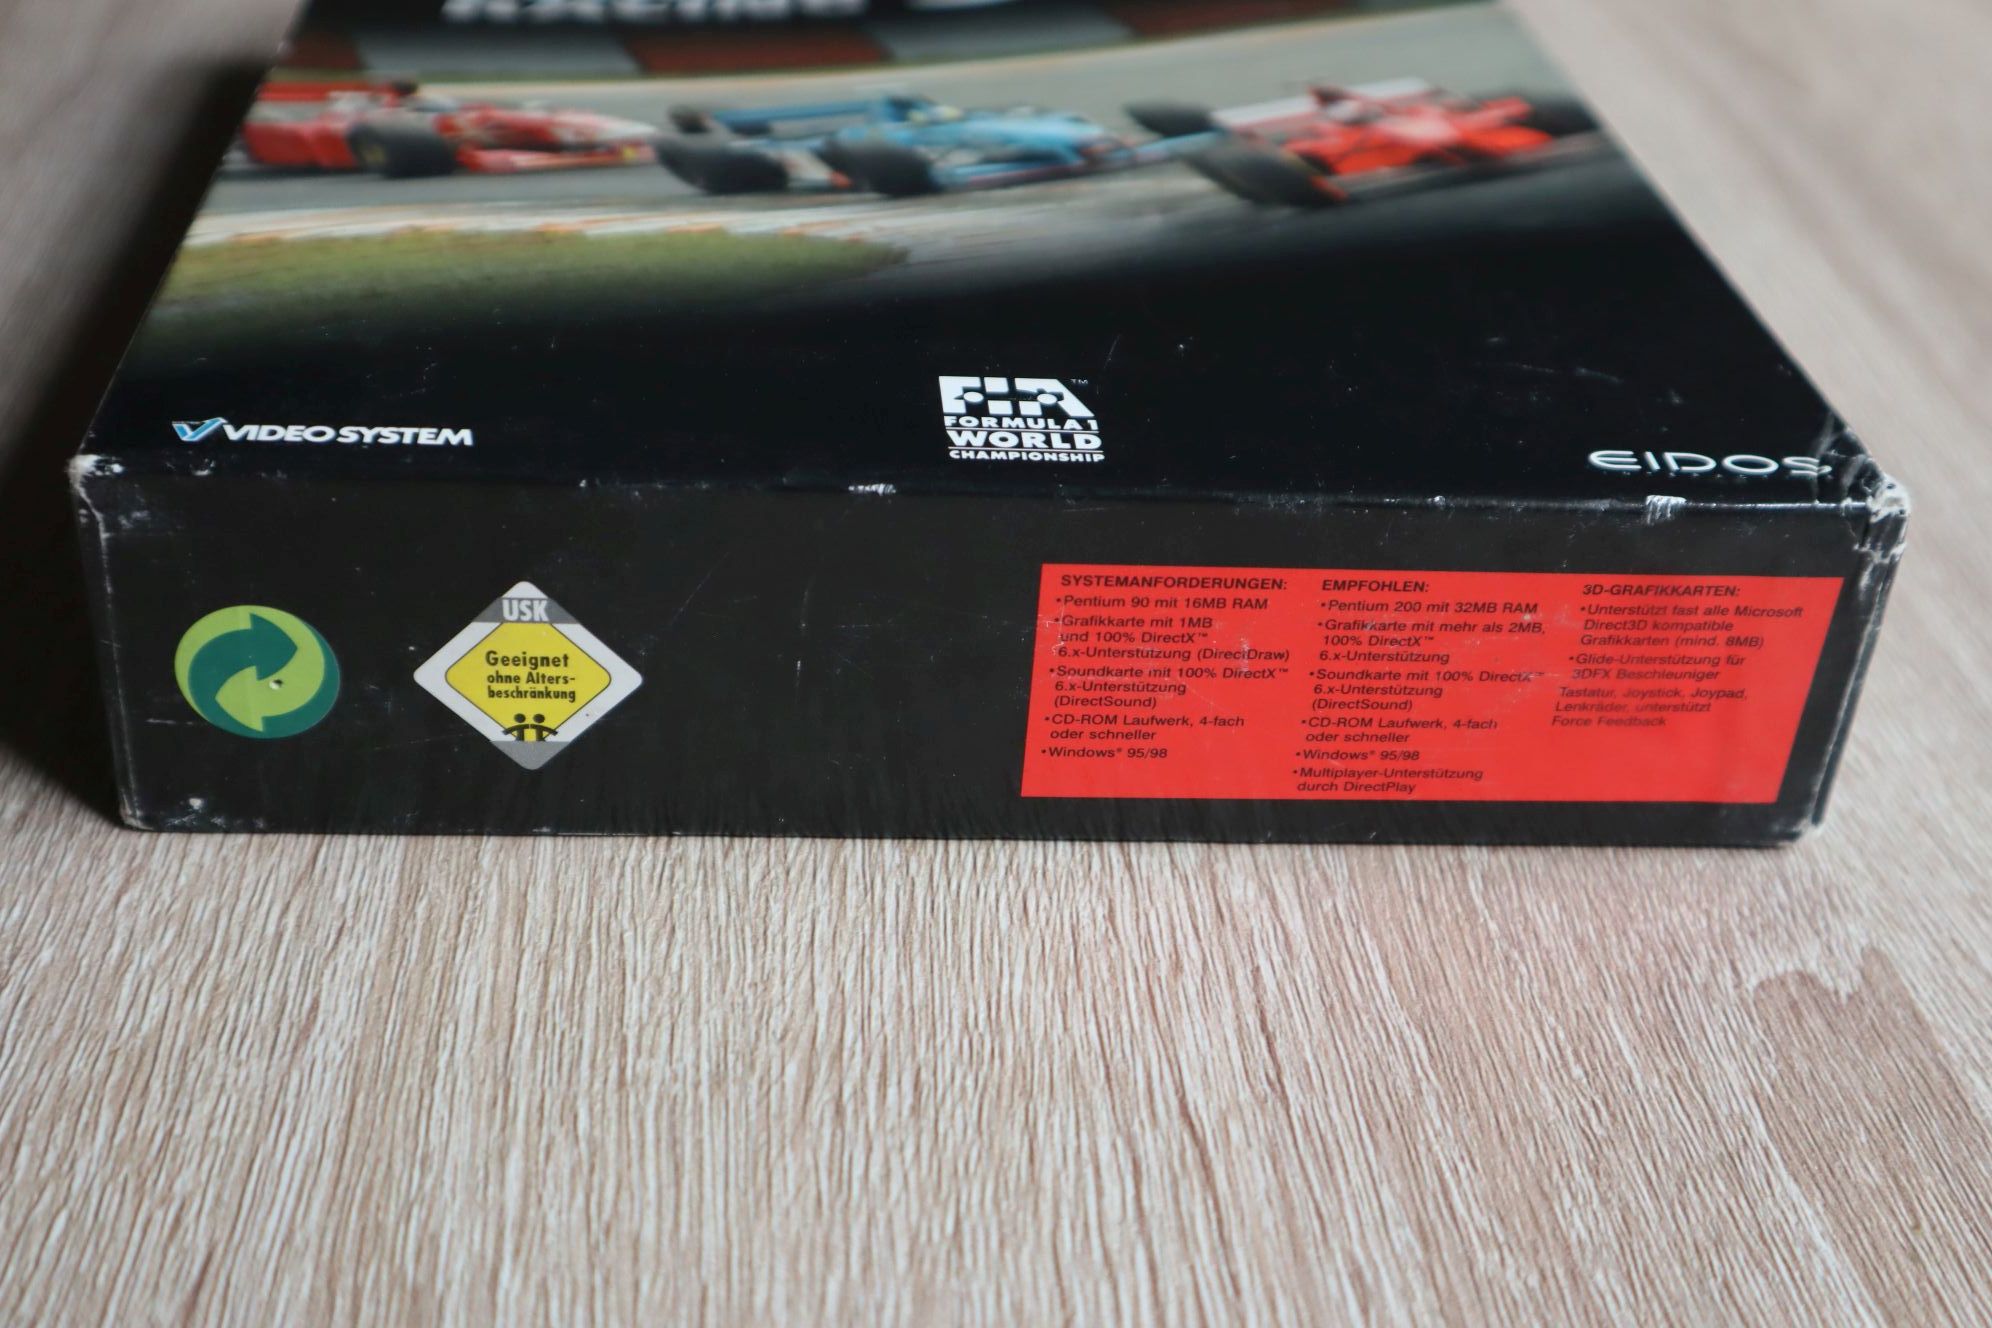 RACING
VIDEO SYSTEM
FIA™
FORMULA 1
WORLD
CHAMPIONSHIP
EIDOS
USK
Geeignet
ohne Alters-
beschränkung
SYSTEMANFORDERUNGEN:
•Pentium 90 mit 16MB RAM
•Grafikkarte mit 1MB
und 100% DirectX™
6.x-Unterstützung (DirectDraw)
•Soundkarte mit 100% DirectX™
6.x-Unterstützung
(DirectSound)
•CD-ROM Laufwerk, 4-fach
oder schneller
•Windows® 95/98
EMPFOHLEN:
•Pentium 200 mit 32MB RAM
•Grafikkarte mit mehr als 2MB,
100% DirectX™
6.x-Unterstützung
•Soundkarte mit 100% DirectX™
6.x-Unterstützung
(DirectSound)
•CD-ROM Laufwerk, 4-fach
oder schneller
•Windows® 95/98
•Multiplayer-Unterstützung
durch DirectPlay
3D-GRAFIKKARTEN:
•Unterstützt fast alle Microsoft
Direct3D kompatible
Grafikkarten (mind. 8MB)
•Glide-Unterstützung für
3DFX Beschleuniger
Tastatur, Joystick, Joypad,
Lenkräder, unterstützt
Force Feedback